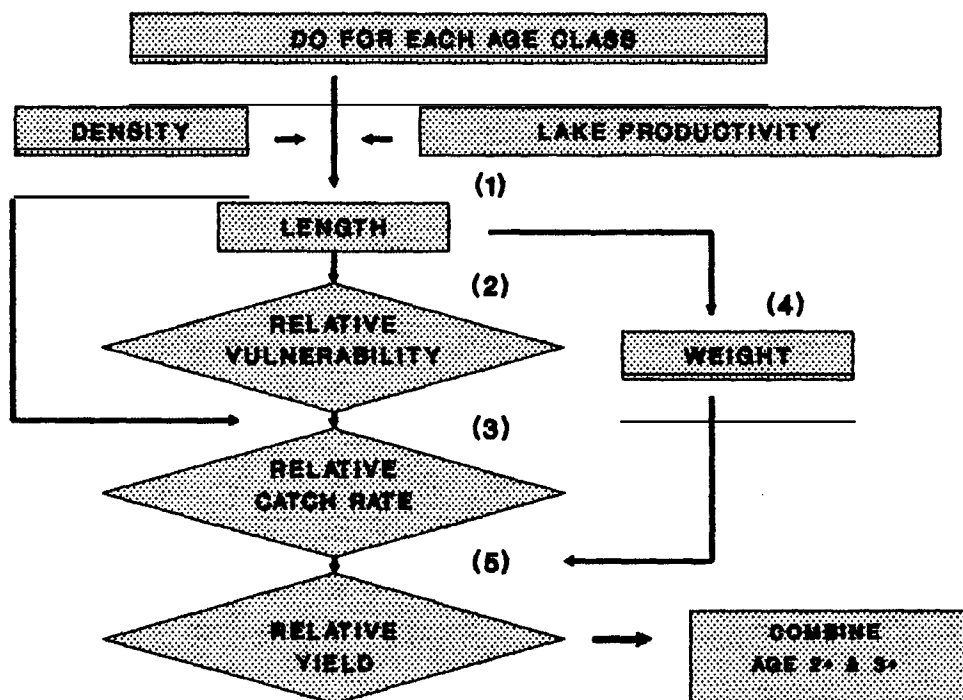 DO FOR EACH AGE CLASS
DENSITY
LAKE PRODUCTIVITY
(1)
LENGTH
(2)
RELATIVE
VULNERABILITY
(4)
WEIGHT
(3)
RELATIVE
CATCH RATE
(5)
RELATIVE
YIELD
COMBINE
AGE 2+ & 3+